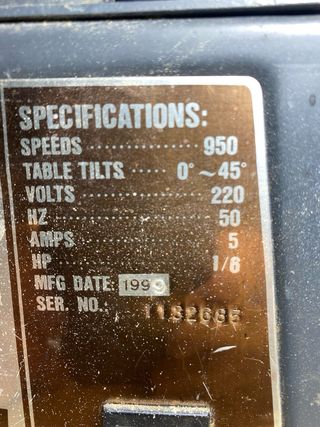 SPECIFICATIONS:
SPEEDS ........ 950
TABLE TILTS ..... 0° ~ 45°
VOLTS ........ 220
HZ ........ 50
AMPS ........ 5
HP ........ 1/6
MFG DATE: 1999
SER. NO.: